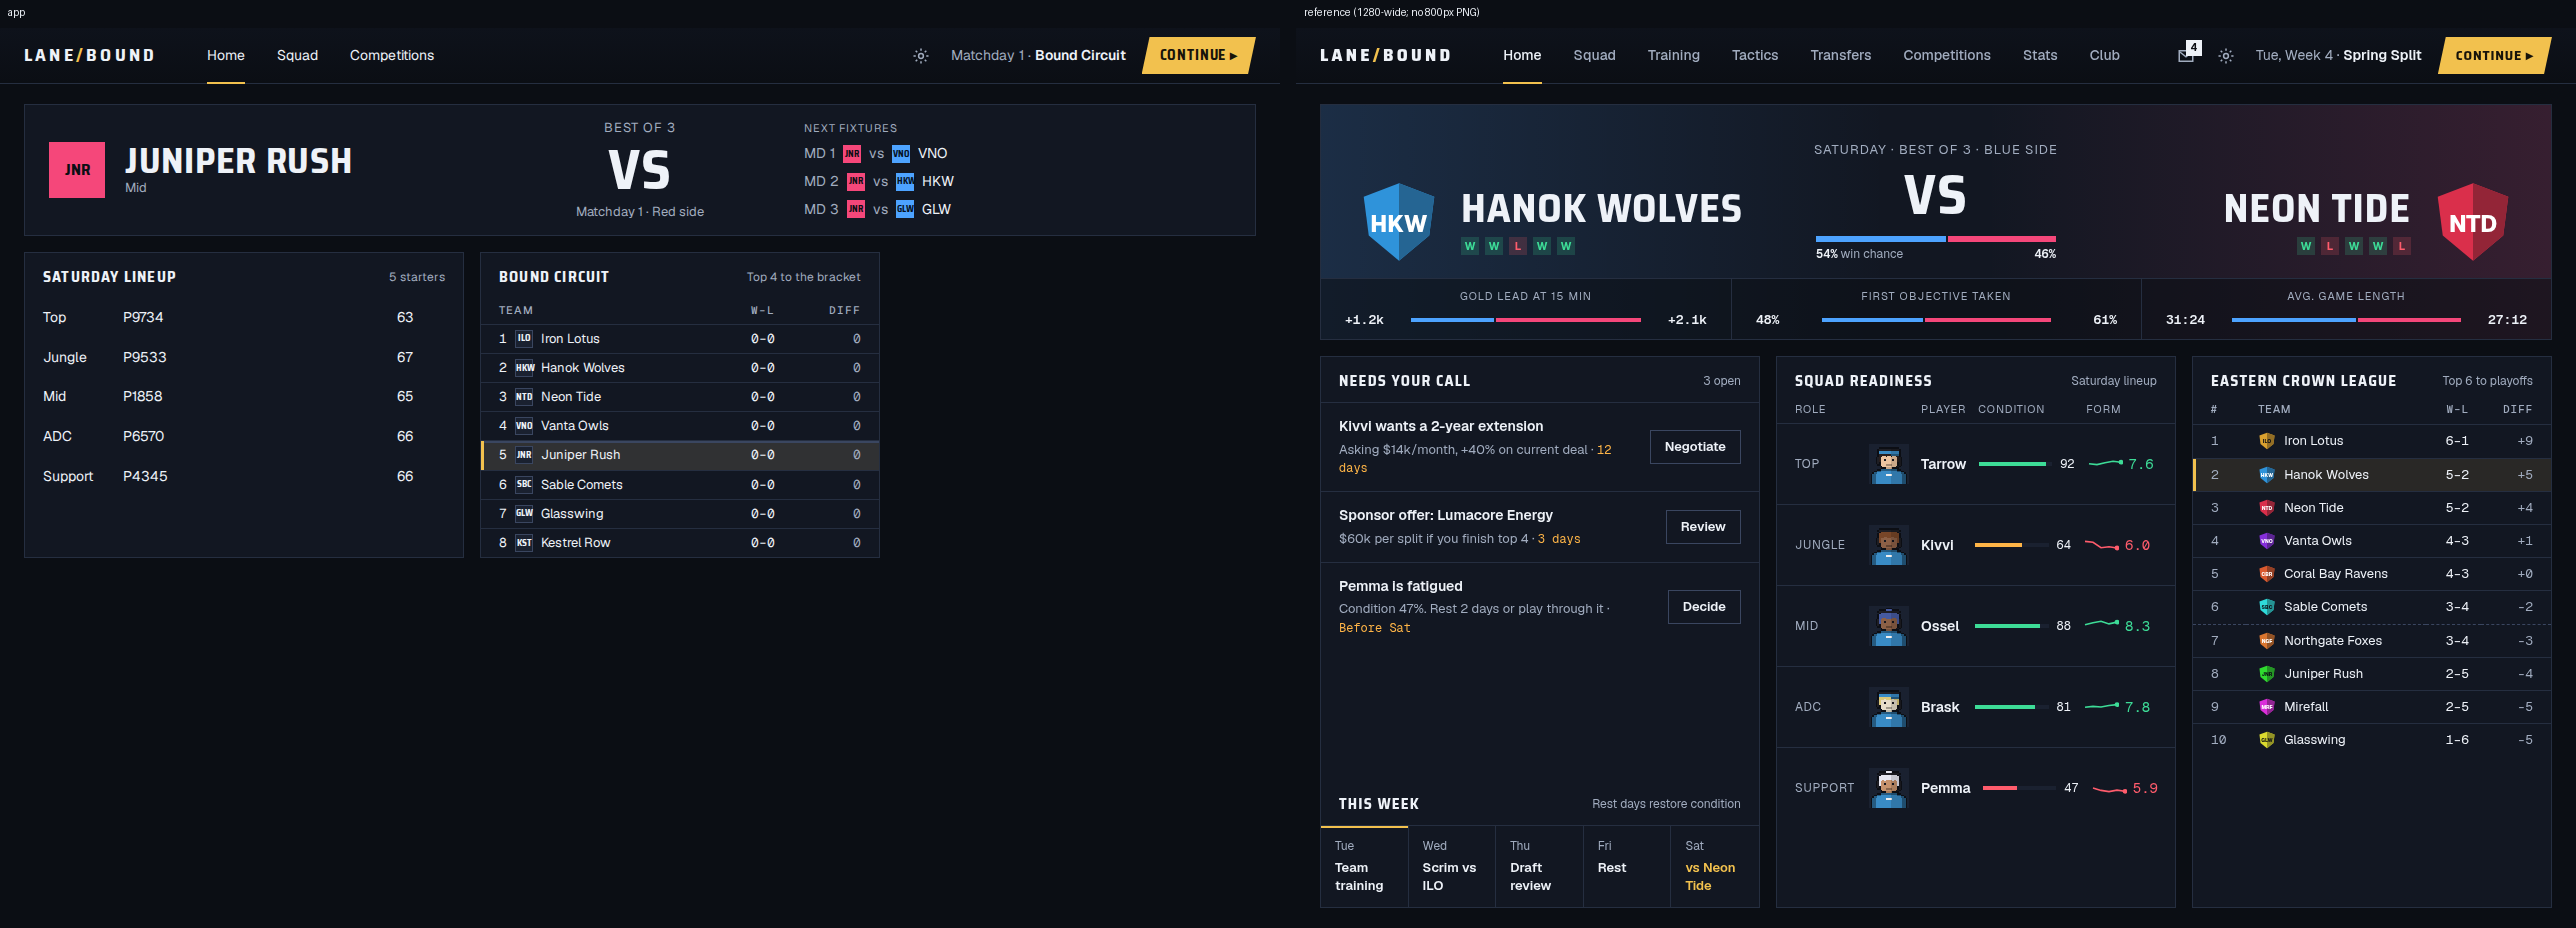 app
LANE/BOUND
Home Squad Competitions
Matchday 1 · Bound Circuit
CONTINUE ▸
JNR
JUNIPER RUSH
Mid
BEST OF 3
VS
Matchday 1 · Red side
NEXT FIXTURES
MD 1 JNR vs VNO VNO
MD 2 JNR vs HKW HKW
MD 3 JNR vs GLW GLW
SATURDAY LINEUP 5 starters
Top P9734 63
Jungle P9533 67
Mid P1858 65
ADC P6570 66
Support P4345 66
BOUND CIRCUIT Top 4 to the bracket
TEAM W-L DIFF
1 ILO Iron Lotus 0-0 0
2 HKW Hanok Wolves 0-0 0
3 NTD Neon Tide 0-0 0
4 VNO Vanta Owls 0-0 0
5 JNR Juniper Rush 0-0 0
6 SBC Sable Comets 0-0 0
7 GLW Glasswing 0-0 0
8 KST Kestrel Row 0-0 0
reference (1280-wide; no 800px PNG)
LANE/BOUND
Home Squad Training Tactics Transfers Competitions Stats Club
4
Tue, Week 4 · Spring Split
CONTINUE ▸
HKW
HANOK WOLVES
W W L W W
SATURDAY · BEST OF 3 · BLUE SIDE
VS
54% win chance 46%
NEON TIDE
W L W W L
NTD
GOLD LEAD AT 15 MIN
+1.2k +2.1k
FIRST OBJECTIVE TAKEN
48% 61%
AVG. GAME LENGTH
31:24 27:12
NEEDS YOUR CALL 3 open
Kivvi wants a 2-year extension
Asking $14k/month, +40% on current deal · 12
days
Negotiate
Sponsor offer: Lumacore Energy
$60k per split if you finish top 4 · 3 days
Review
Pemma is fatigued
Condition 47%. Rest 2 days or play through it ·
Before Sat
Decide
THIS WEEK Rest days restore condition
Tue
Team
training
Wed
Scrim vs
ILO
Thu
Draft
review
Fri
Rest
Sat
vs Neon
Tide
SQUAD READINESS Saturday lineup
ROLE PLAYER CONDITION FORM
TOP Tarrow 92 7.6
JUNGLE Kivvi 64 6.0
MID Ossel 88 8.3
ADC Brask 81 7.8
SUPPORT Pemma 47 5.9
EASTERN CROWN LEAGUE Top 6 to playoffs
# TEAM W-L DIFF
1 ILO Iron Lotus 6-1 +9
2 HKW Hanok Wolves 5-2 +5
3 NTD Neon Tide 5-2 +4
4 VNO Vanta Owls 4-3 +1
5 CBR Coral Bay Ravens 4-3 +0
6 SBC Sable Comets 3-4 -2
7 NGF Northgate Foxes 3-4 -3
8 JNR Juniper Rush 2-5 -4
9 MRF Mirefall 2-5 -5
10 GLW Glasswing 1-6 -5